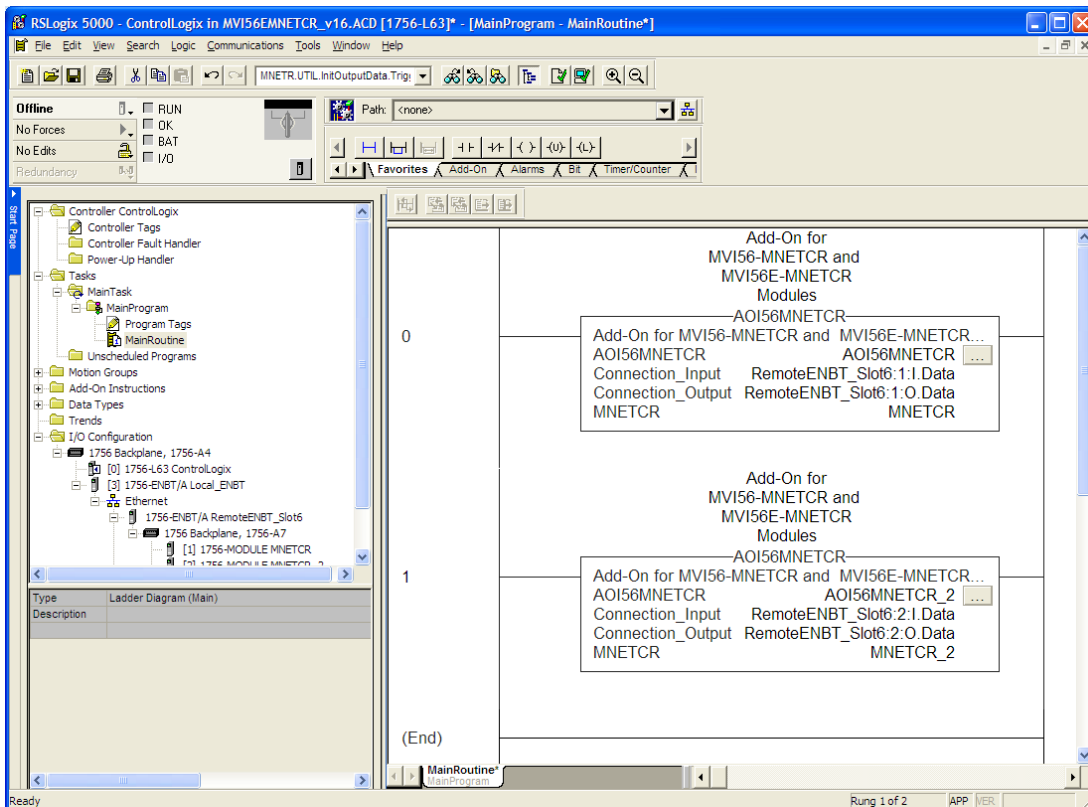 RSLogix 5000 - ControlLogix in MVI56EMNETCR_v16.ACD [1756-L63]* - [MainProgram - MainRoutine*]
File Edit View Search Logic Communications Tools Window Help
MNETR.UTIL.InitOutputData.Trig
Offline
RUN
Path: <none>
No Forces
OK
No Edits
BAT
Redundancy
I/O
Favorites Add-On Alarms Bit Timer/Counter
Start Page
Controller ControlLogix
Controller Tags
Controller Fault Handler
Power-Up Handler
Tasks
MainTask
MainProgram
Program Tags
MainRoutine
Unscheduled Programs
Motion Groups
Add-On Instructions
Data Types
Trends
I/O Configuration
1756 Backplane, 1756-A4
[0] 1756-L63 ControlLogix
[3] 1756-ENBT/A Local_ENBT
Ethernet
1756-ENBT/A RemoteENBT_Slot6
1756 Backplane, 1756-A7
[1] 1756-MODULE MNETCR
[2] 1756-MODULE MNETCR_2
Type Ladder Diagram (Main)
Description
Add-On for
MVI56-MNETCR and
MVI56E-MNETCR
Modules
AOI56MNETCR
0
Add-On for MVI56-MNETCR and MVI56E-MNETCR...
AOI56MNETCR AOI56MNETCR ...
Connection_Input RemoteENBT_Slot6:1:I.Data
Connection_Output RemoteENBT_Slot6:1:O.Data
MNETCR MNETCR
Add-On for
MVI56-MNETCR and
MVI56E-MNETCR
Modules
AOI56MNETCR
1
Add-On for MVI56-MNETCR and MVI56E-MNETCR...
AOI56MNETCR AOI56MNETCR_2 ...
Connection_Input RemoteENBT_Slot6:2:I.Data
Connection_Output RemoteENBT_Slot6:2:O.Data
MNETCR MNETCR_2
(End)
MainRoutine*
MainProgram
Ready
Rung 1 of 2
APP
VER